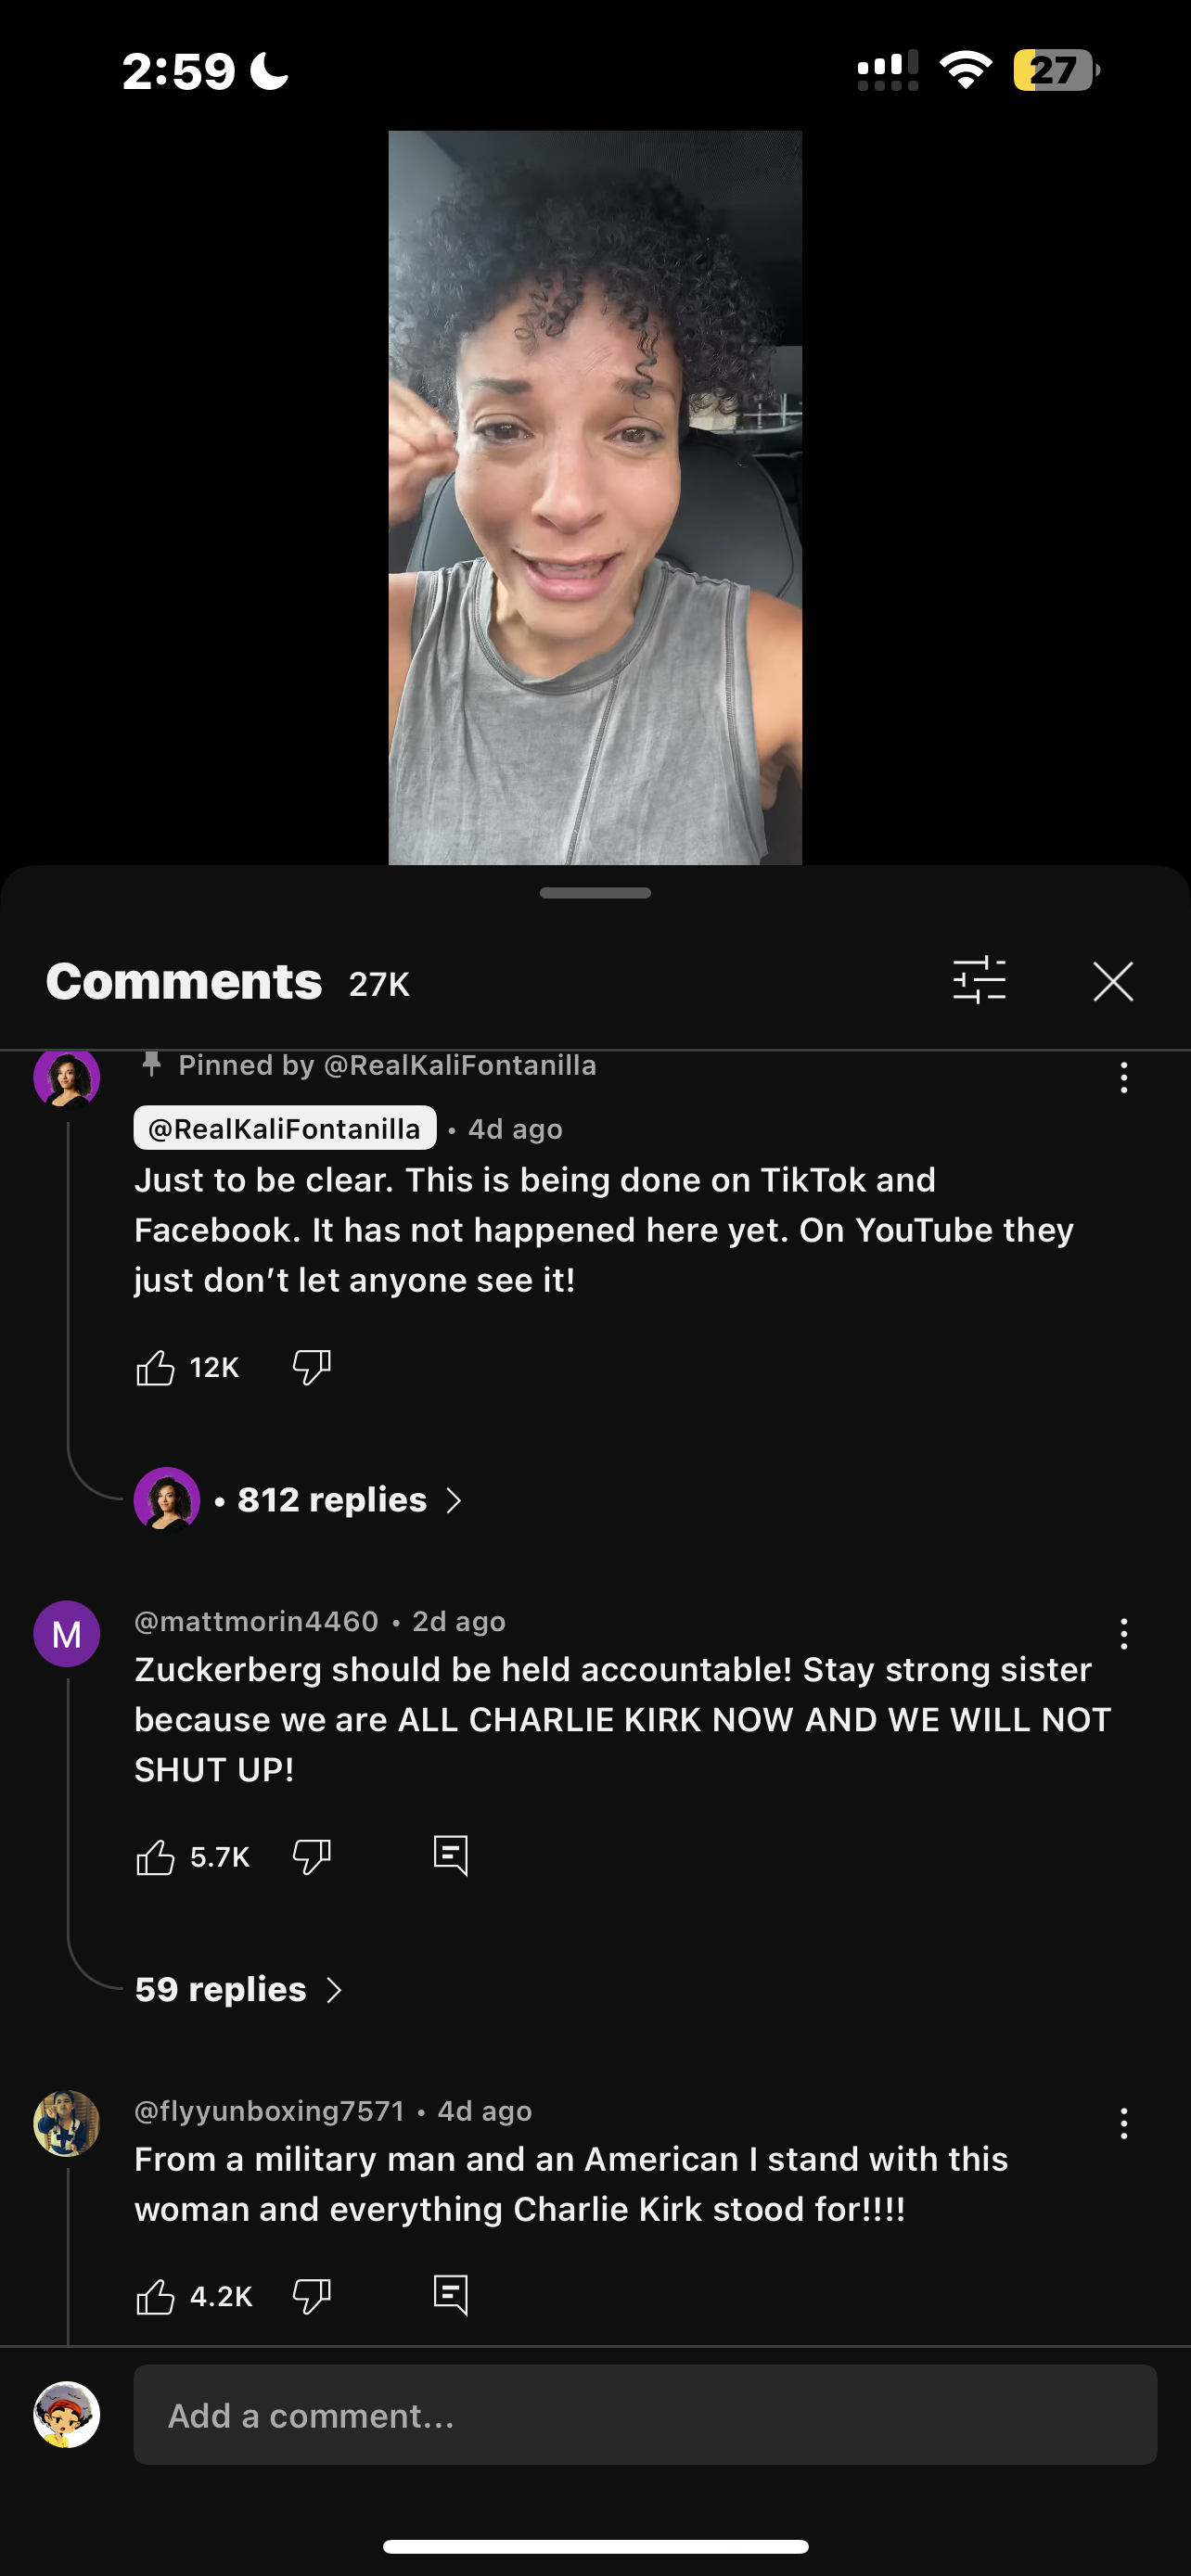 2:59
27
Comments 27K
Pinned by @RealKaliFontanilla
@RealKaliFontanilla • 4d ago
Just to be clear. This is being done on TikTok and
Facebook. It has not happened here yet. On YouTube they
just don’t let anyone see it!
12K
• 812 replies
M
@mattmorin4460 • 2d ago
Zuckerberg should be held accountable! Stay strong sister
because we are ALL CHARLIE KIRK NOW AND WE WILL NOT
SHUT UP!
5.7K
59 replies
@flyyunboxing7571 • 4d ago
From a military man and an American I stand with this
woman and everything Charlie Kirk stood for!!!!
4.2K
Add a comment...